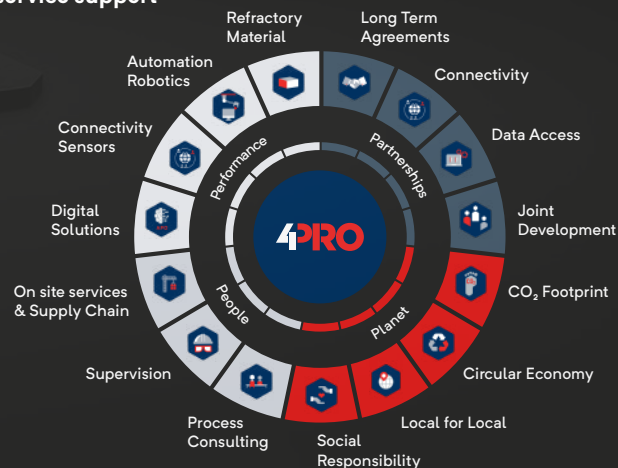 service support
Refractory
Material
Long Term
Agreements
Automation
Robotics
Connectivity
Connectivity
Sensors
Data Access
Digital
Solutions
Joint
Development
On site services
& Supply Chain
CO₂ Footprint
Supervision
Circular Economy
Process
Consulting
Local for Local
Social
Responsibility
Performance
Partnerships
People
Planet
4PRO